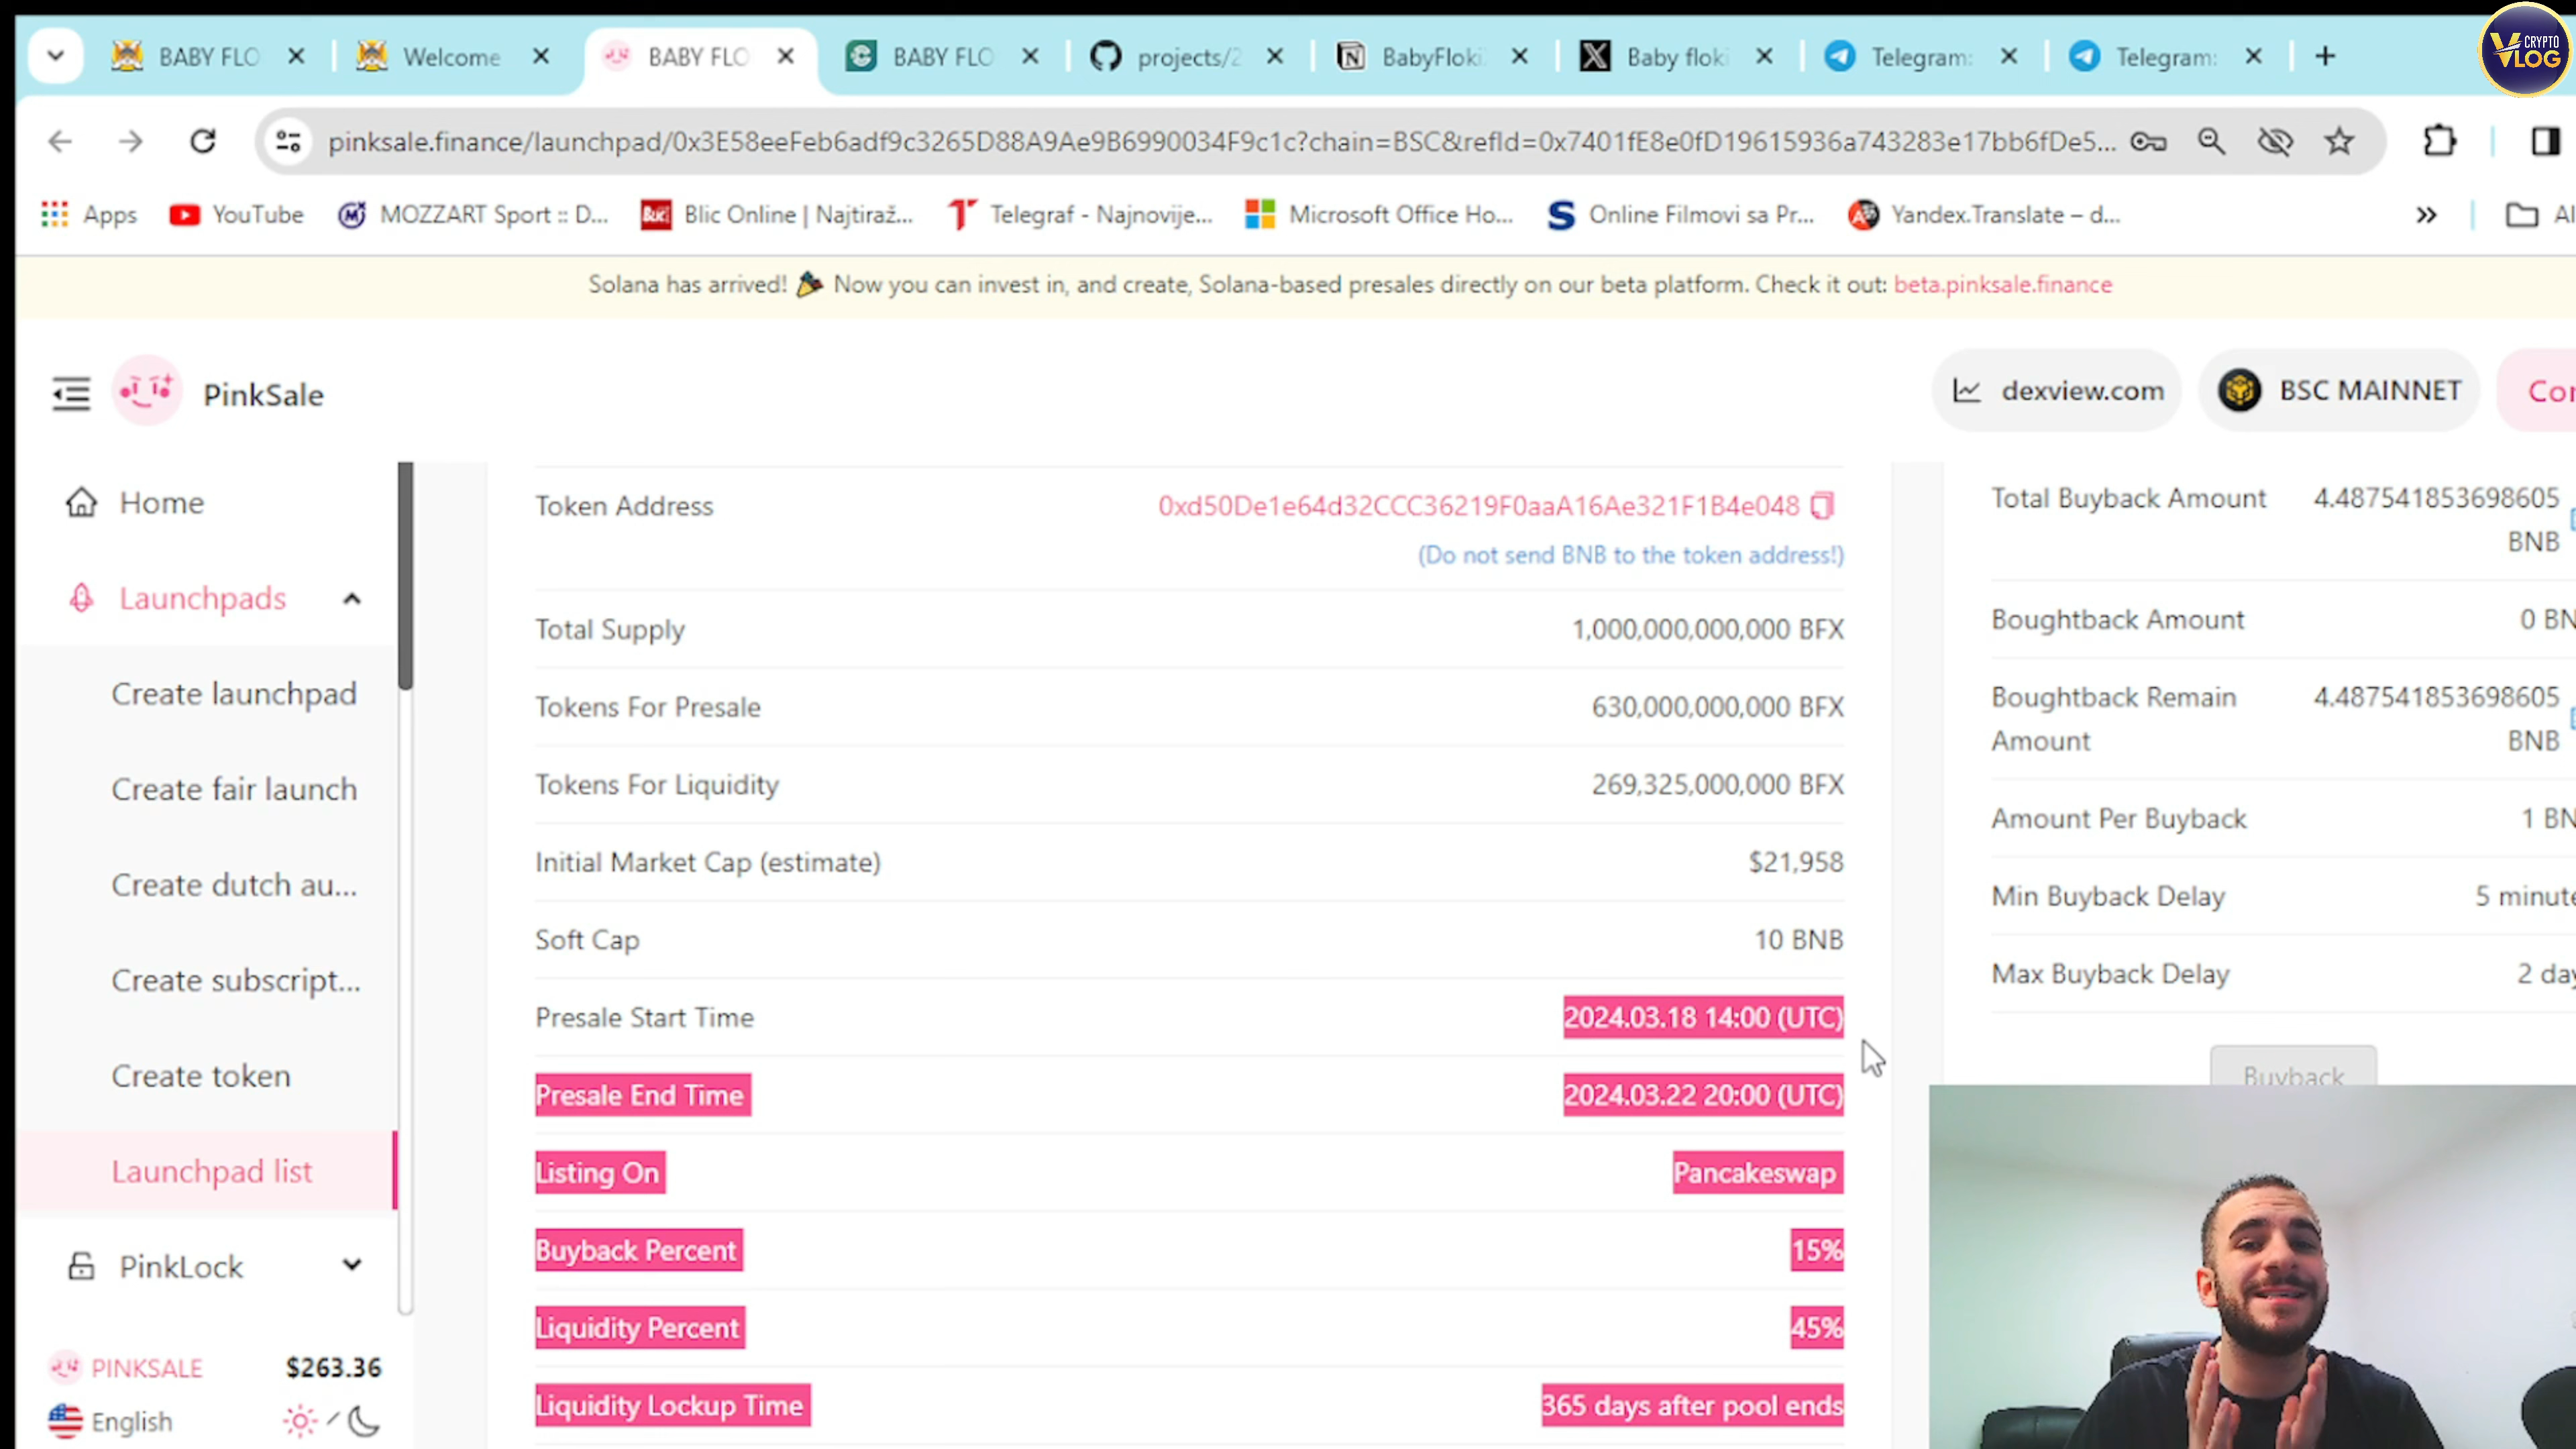 BABY FLO
Welcome
BABY FLO
BABY FLO
projects/2
BabyFloki
Baby floki
Telegram:
Telegram:
CRYPTO
VLOG
pinksale.finance/launchpad/0x3E58eeFeb6adf9c3265D88A9Ae9B6990034F9c1c?chain=BSC&refId=0x7401fE8e0fD19615936a743283e17bb6fDe5...
Apps
YouTube
MOZZART Sport :: D...
Blic Online | Najtiraž...
Telegraf - Najnovije...
Microsoft Office Ho...
Online Filmovi sa Pr...
Yandex.Translate – d...
Solana has arrived! Now you can invest in, and create, Solana-based presales directly on our beta platform. Check it out: beta.pinksale.finance
PinkSale
dexview.com
BSC MAINNET
Home
Launchpads
Create launchpad
Create fair launch
Create dutch au...
Create subscript...
Create token
Launchpad list
PinkLock
PINKSALE $263.36
English
Token Address 0xd50De1e64d32CCC36219F0aaA16Ae321F1B4e048
(Do not send BNB to the token address!)
Total Supply 1,000,000,000,000 BFX
Tokens For Presale 630,000,000,000 BFX
Tokens For Liquidity 269,325,000,000 BFX
Initial Market Cap (estimate) $21,958
Soft Cap 10 BNB
Presale Start Time 2024.03.18 14:00 (UTC)
Presale End Time 2024.03.22 20:00 (UTC)
Listing On Pancakeswap
Buyback Percent 15%
Liquidity Percent 45%
Liquidity Lockup Time 365 days after pool ends
Total Buyback Amount 4.487541853698605
BNB
Boughtback Amount 0 BN
Boughtback Remain 4.487541853698605
Amount BNB
Amount Per Buyback 1 BN
Min Buyback Delay 5 minute
Max Buyback Delay 2 day
Buyback